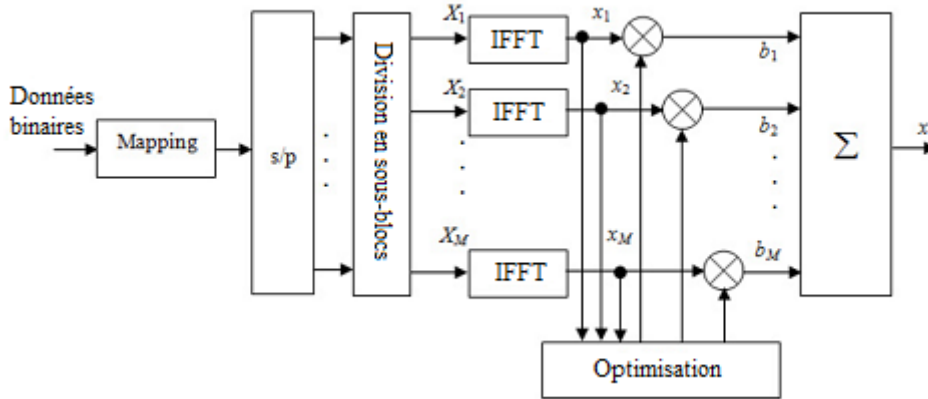 Données
binaires
Mapping
s/p
Division en sous-blocs
X1
IFFT
x1
b1
X2
IFFT
x2
b2
XM
IFFT
xM
bM
Σ
x
Optimisation